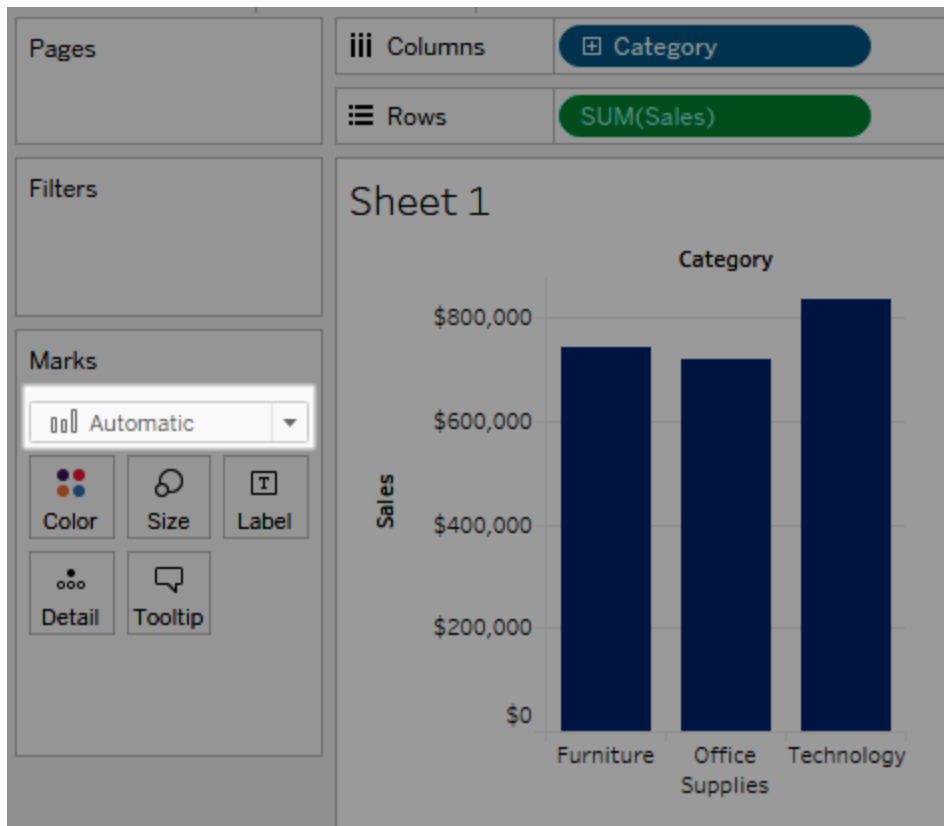 Pages
Columns
Category
Rows
SUM(Sales)
Filters
Sheet 1
Marks
Automatic
Color
Size
T
Label
Detail
Tooltip
Category
$800,000
$600,000
$400,000
$200,000
$0
Sales
Furniture
Office
Supplies
Technology